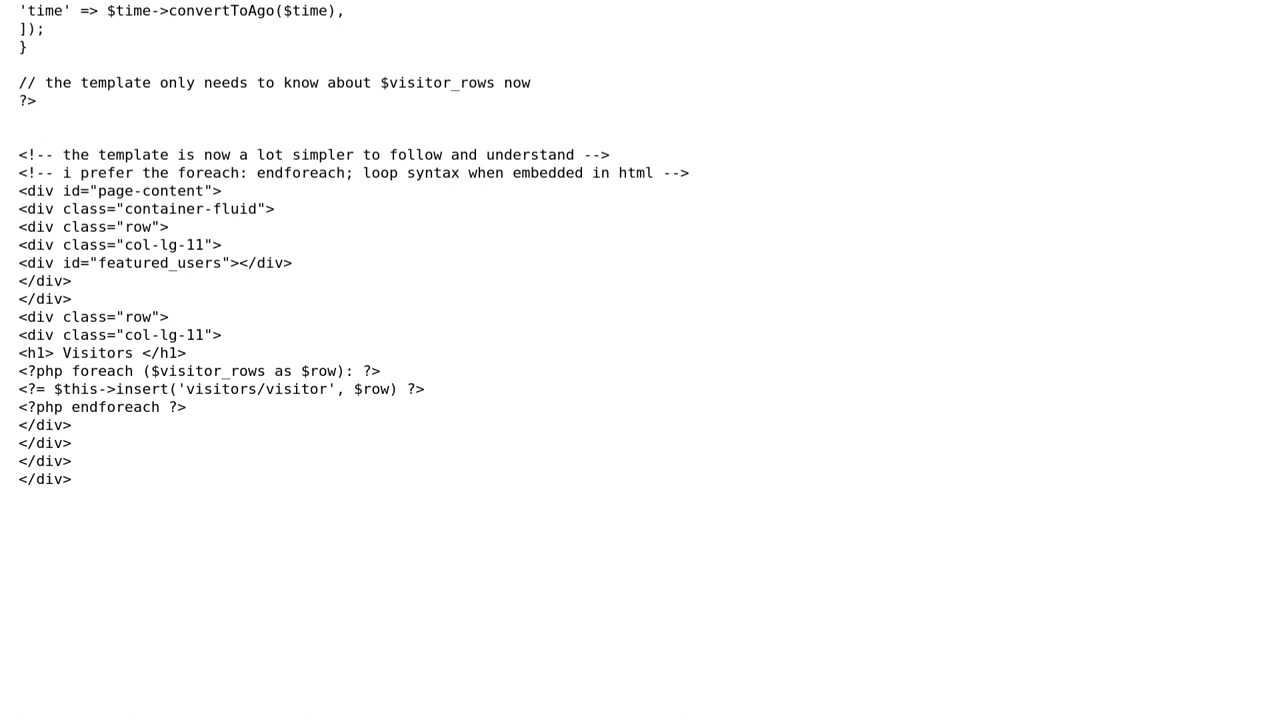 'time' => $time->convertToAgo($time),
]);
}
// the template only needs to know about $visitor_rows now
?>
<!-- the template is now a lot simpler to follow and understand -->
<!-- i prefer the foreach: endforeach; loop syntax when embedded in html -->
<div id="page-content">
<div class="container-fluid">
<div class="row">
<div class="col-lg-11">
<div id="featured_users"></div>
</div>
</div>
<div class="row">
<div class="col-lg-11">
<h1> Visitors </h1>
<?php foreach ($visitor_rows as $row): ?>
<?= $this->insert('visitors/visitor', $row) ?>
<?php endforeach ?>
</div>
</div>
</div>
</div>